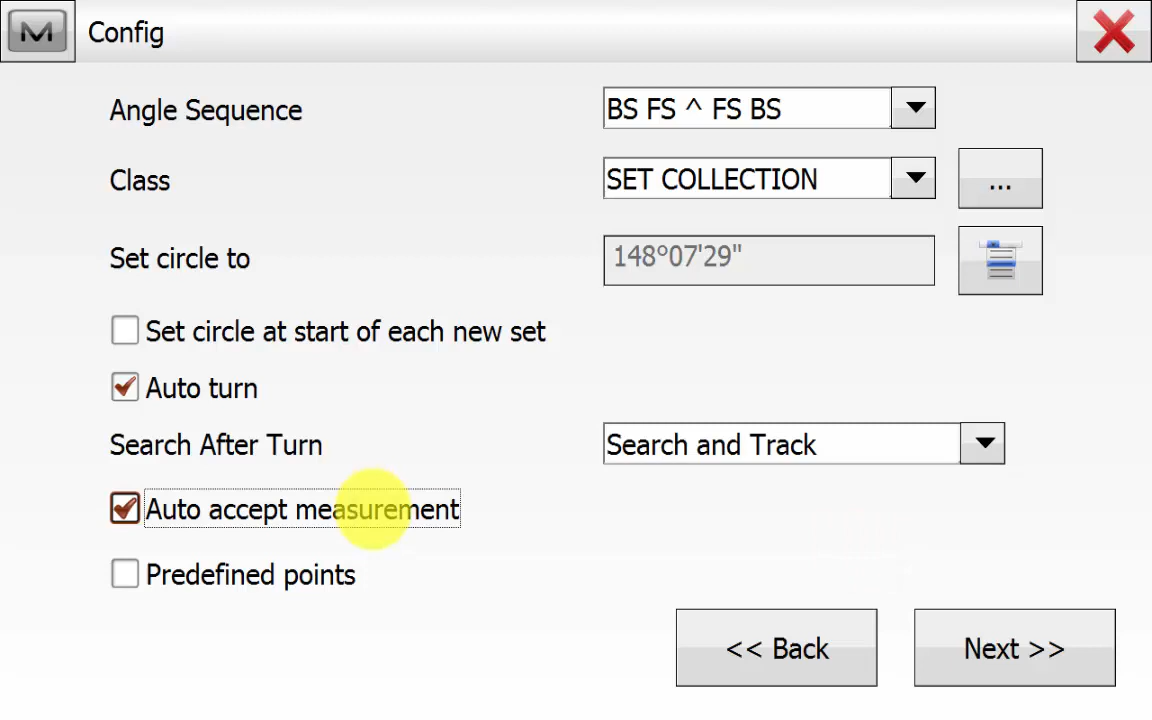 Config
Angle Sequence BS FS ^ FS BS
Class SET COLLECTION ...
Set circle to 148°07'29"
Set circle at start of each new set
Auto turn
Search After Turn Search and Track
Auto accept measurement
Predefined points
<< Back Next >>